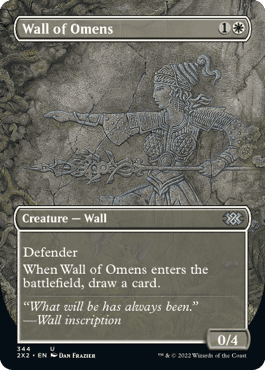 Wall of Omens 1
Creature — Wall
Defender
When Wall of Omens enters the
battlefield, draw a card.
“What will be has always been.”
—Wall inscription
0/4
344 U
2X2 • EN Dan Frazier
™ & © 2022 Wizards of the Coast